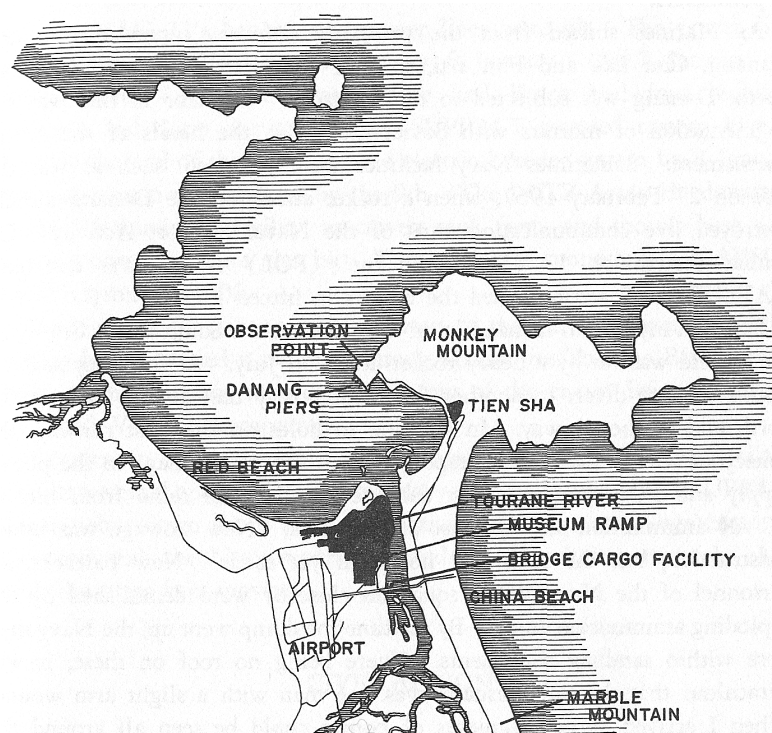 OBSERVATION
POINT
MONKEY
MOUNTAIN
DANANG
PIERS
TIEN SHA
RED BEACH
TOURANE RIVER
MUSEUM RAMP
BRIDGE CARGO FACILITY
CHINA BEACH
AIRPORT
MARBLE
MOUNTAIN